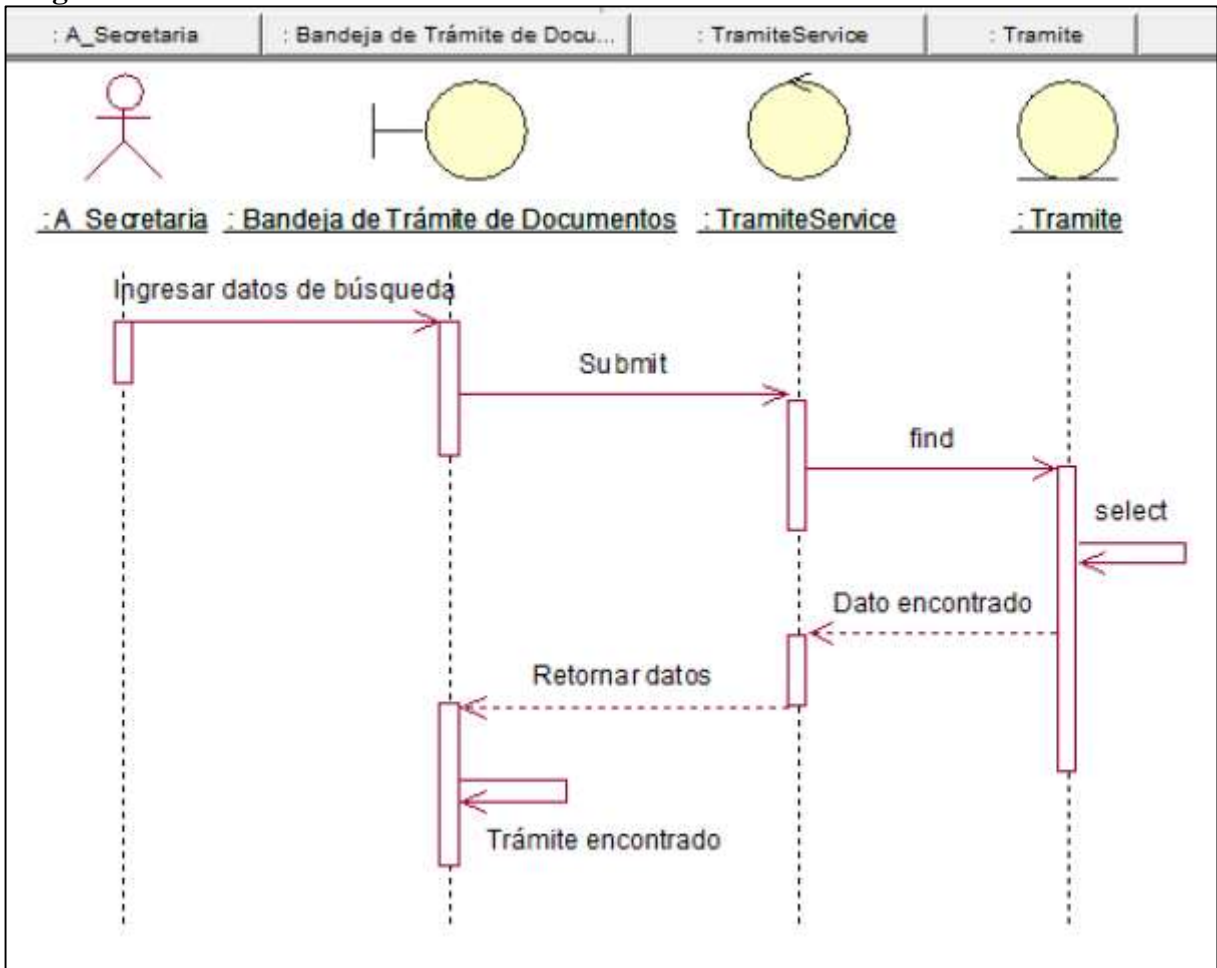 : A_Secretaria : Bandeja de Trámite de Docu... : TramiteService : Tramite
: A_Secretaria : Bandeja de Trámite de Documentos : TramiteService : Tramite
Ingresar datos de búsqueda
Submit
find
select
Dato encontrado
Retornar datos
Trámite encontrado